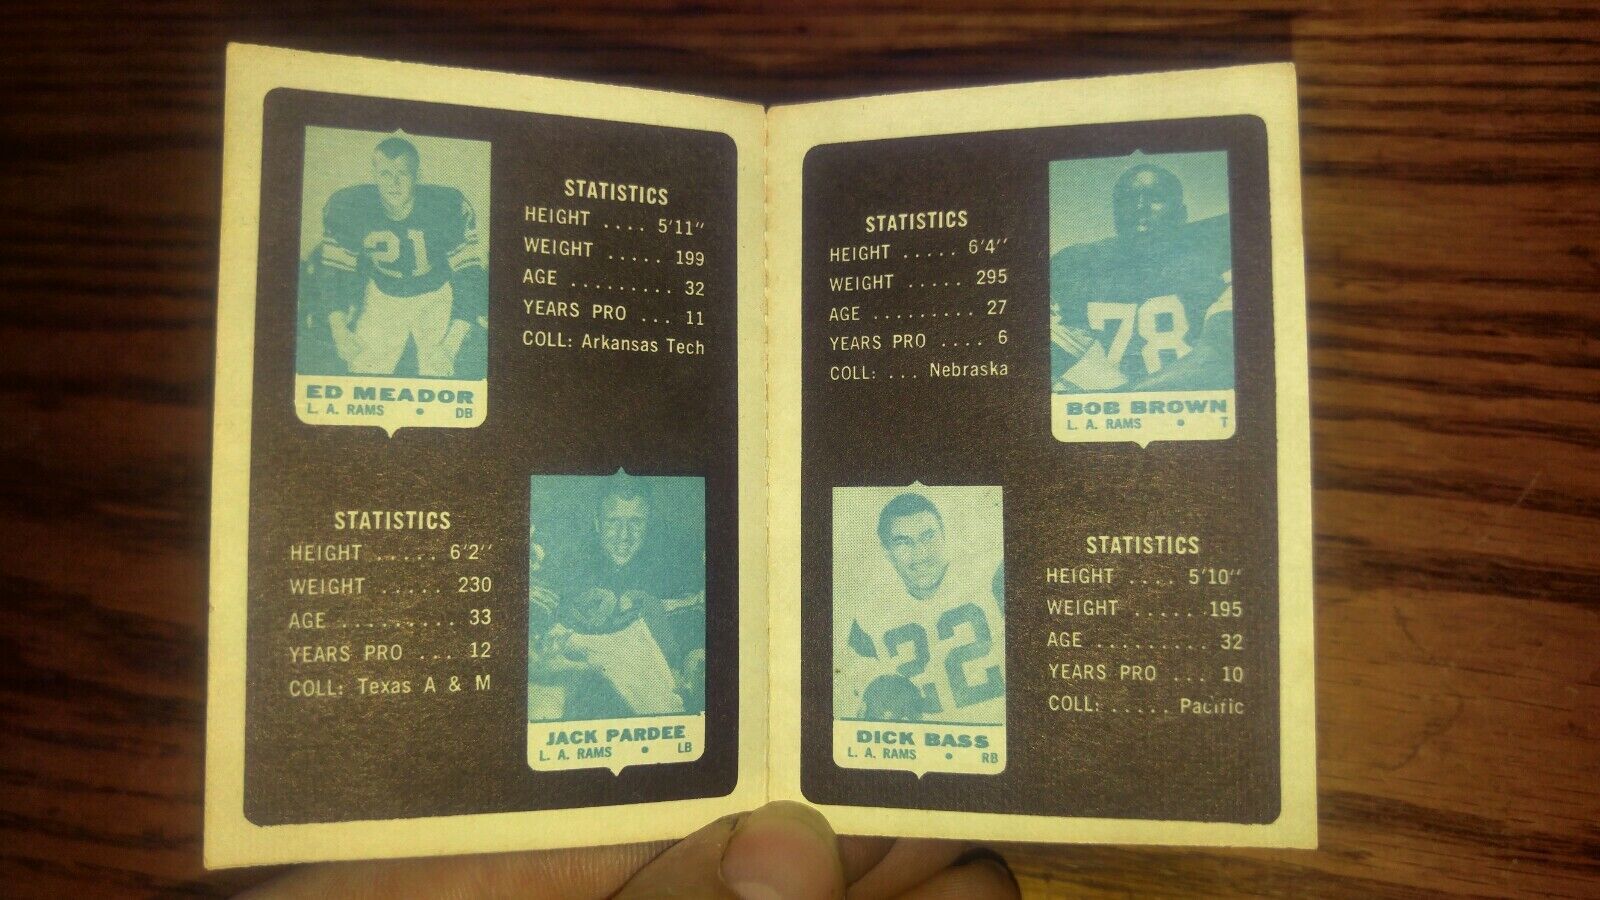 21
ED MEADOR
L. A. RAMS • DB
STATISTICS
HEIGHT .... 5'11"
WEIGHT ..... 199
AGE ......... 32
YEARS PRO ... 11
COLL: Arkansas Tech
STATISTICS
HEIGHT ..... 6'2"
WEIGHT ..... 230
AGE ......... 33
YEARS PRO ... 12
COLL: Texas A & M
JACK PARDEE
L. A. RAMS • LB
STATISTICS
HEIGHT ..... 6'4"
WEIGHT ..... 295
AGE ......... 27
YEARS PRO .... 6
COLL: ... Nebraska
78
BOB BROWN
L. A. RAMS • T
22
DICK BASS
L. A. RAMS • RB
STATISTICS
HEIGHT .... 5'10"
WEIGHT ...... 195
AGE ......... 32
YEARS PRO ... 10
COLL: ..... Pacific